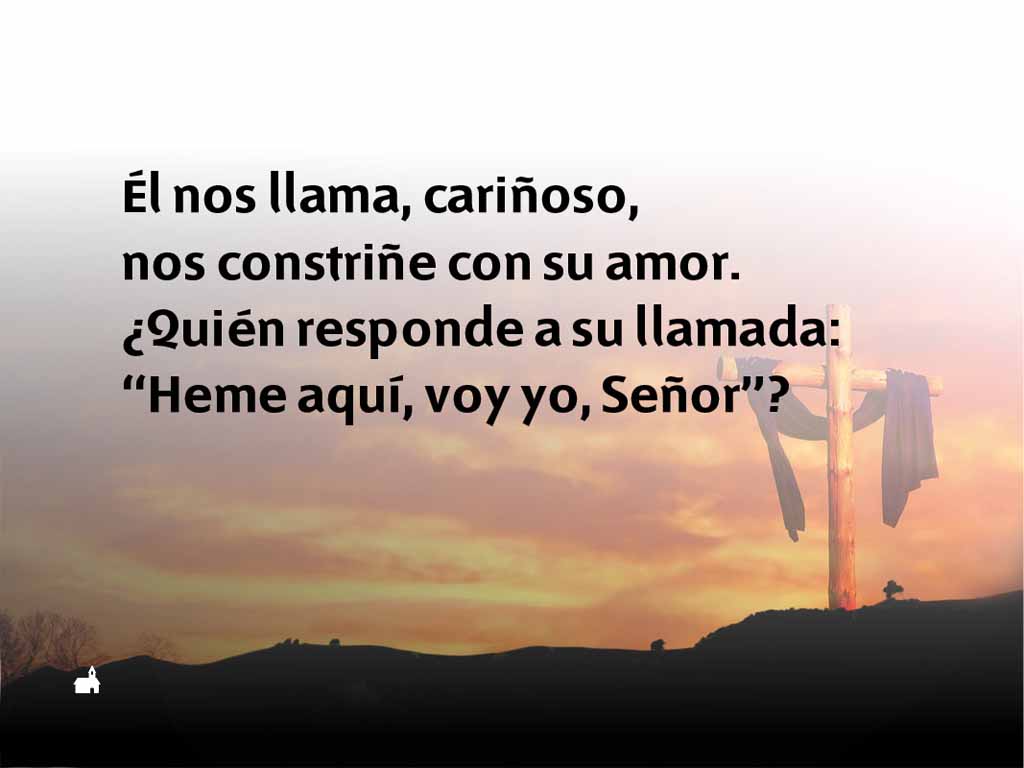 Él nos llama, cariñoso,
nos constriñe con su amor.
¿Quién responde a su llamada:
“Heme aquí, voy yo, Señor”?